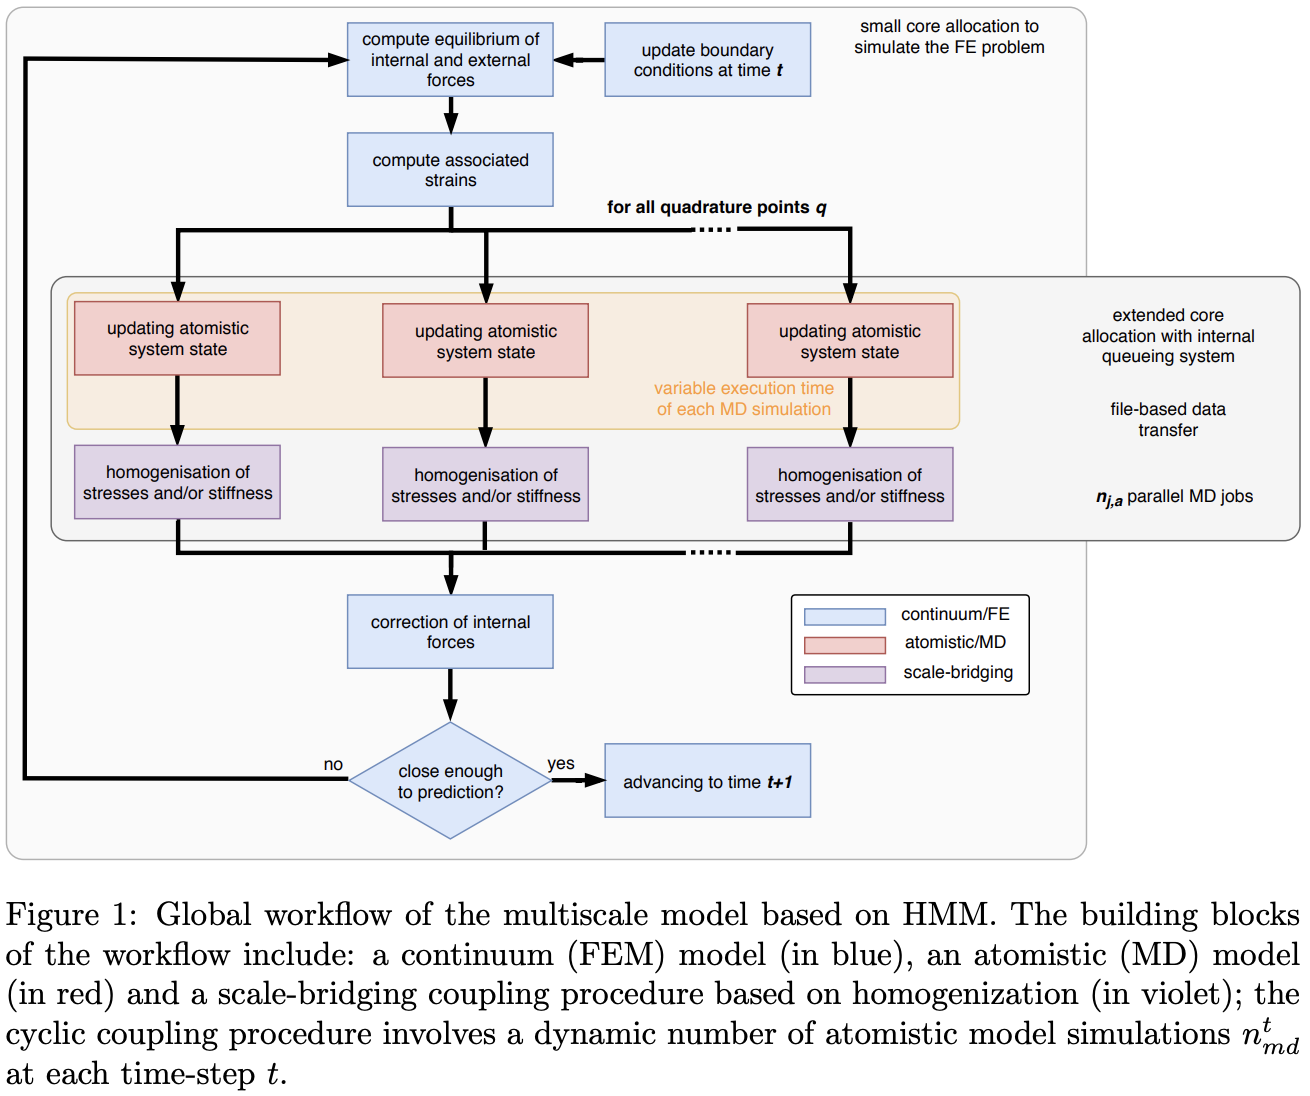 small core allocation to
simulate the FE problem
compute equilibrium of
internal and external
forces
update boundary
conditions at time t
compute associated
strains
for all quadrature points q
updating atomistic
system state
updating atomistic
system state
updating atomistic
system state
extended core
allocation with internal
queueing system
variable execution time
of each MD simulation
file-based data
transfer
homogenisation of
stresses and/or stiffness
homogenisation of
stresses and/or stiffness
homogenisation of
stresses and/or stiffness
n_{j,a} parallel MD jobs
correction of internal
forces
continuum/FE
atomistic/MD
scale-bridging
no
close enough
to prediction?
yes
advancing to time t+1
Figure 1: Global workflow of the multiscale model based on HMM. The building blocks
of the workflow include: a continuum (FEM) model (in blue), an atomistic (MD) model
(in red) and a scale-bridging coupling procedure based on homogenization (in violet); the
cyclic coupling procedure involves a dynamic number of atomistic model simulations n^t_{md}
at each time-step t.